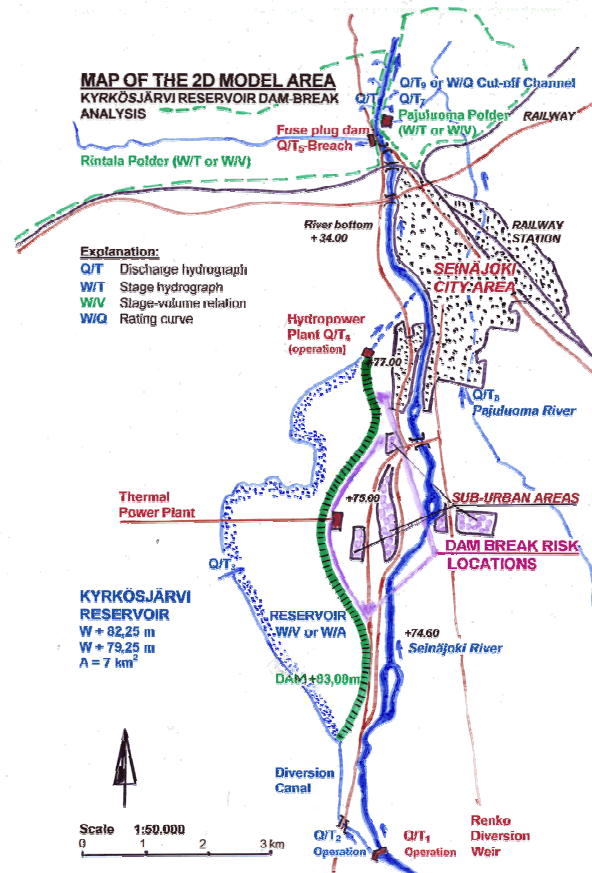 MAP OF THE 2D MODEL AREA
KYRKÖSJÄRVI RESERVOIR DAM-BREAK
ANALYSIS
Q/T
Q/T9 or W/Q Cut-off Channel
Q/T7
Pajuluoma Polder
(W/T or W/V)
RAILWAY
Fuse plug dam
Q/T5-Breach
Rintala Polder (W/T or W/V)
River bottom
+ 34.00
RAILWAY
STATION
Explanation:
Q/T Discharge hydrograph
W/T Stage hydrograph
W/V Stage-volume relation
W/Q Rating curve
SEINÄJOKI
CITY AREA
Hydropower
Plant Q/T4
(operation)
+77.00
Q/T8
Pajuluoma River
Thermal
Power Plant
+75.00
SUB-URBAN AREAS
DAM BREAK RISK
LOCATIONS
Q/T3
KYRKÖSJÄRVI
RESERVOIR
W + 82,25 m
W + 79,25 m
A = 7 km2
RESERVOIR
W/V or W/A
+74.60
Seinäjoki River
DAM +83,00m
Diversion
Canal
Scale 1:50.000
0 1 2 3 km
Q/T2
Operation
Q/T1
Operation
Renko
Diversion
Weir